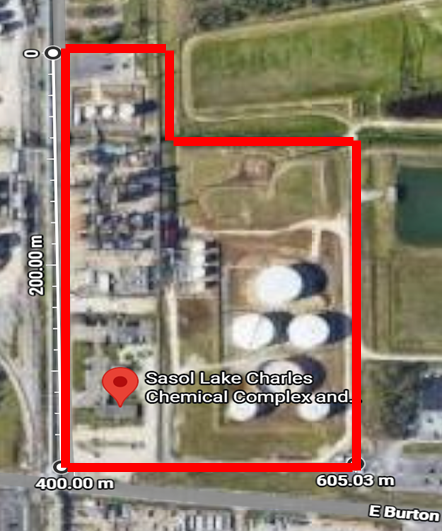 0
200.00 m
Sasol Lake Charles
Chemical Complex and..
400.00 m
605.03 m
E Burton